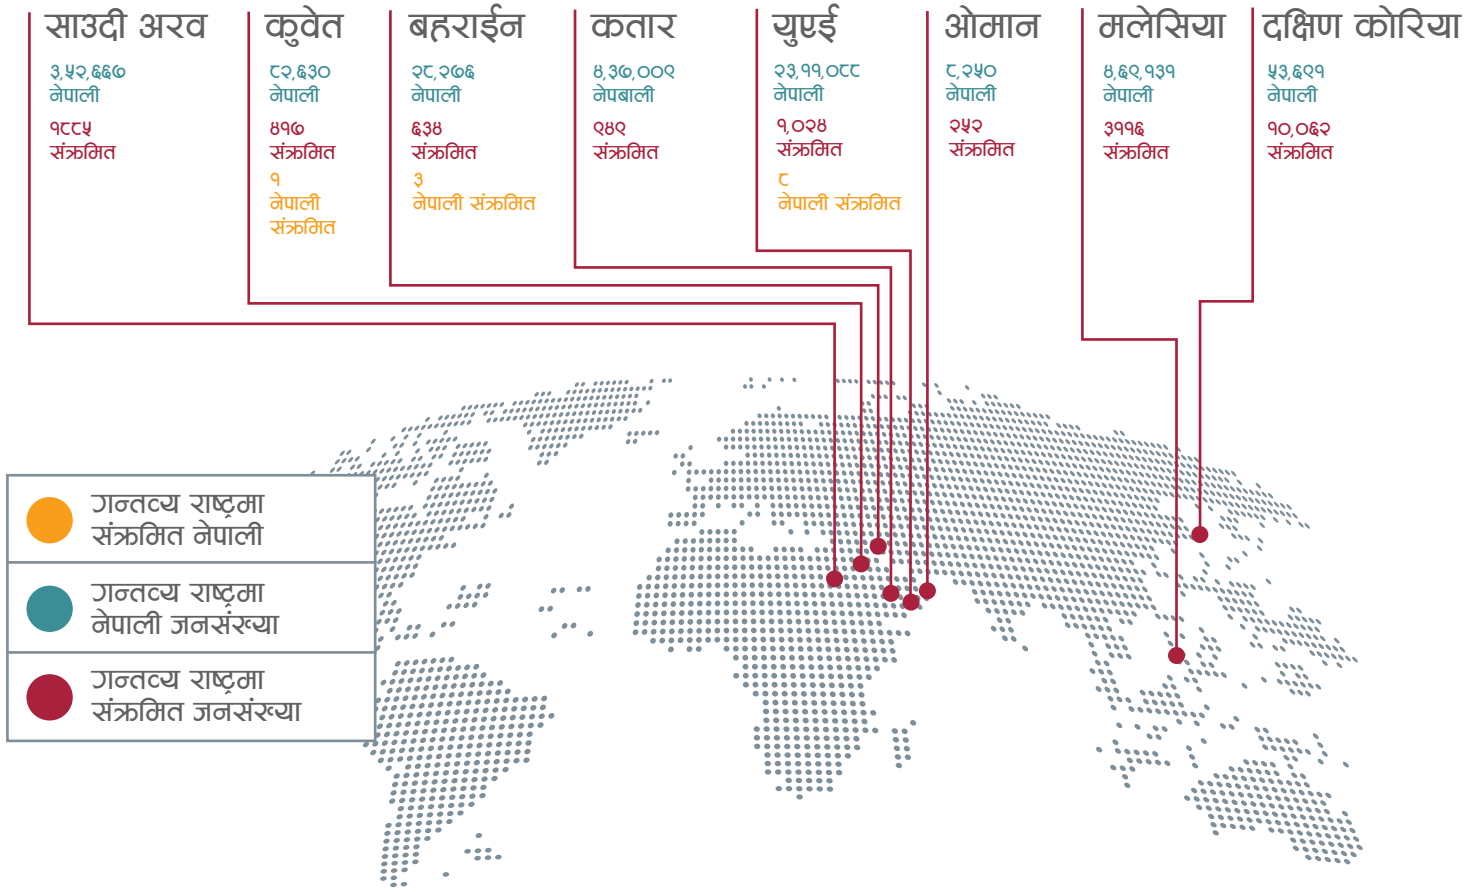 साउदी अरव
३,५२,६६७
नेपाली
१८८५
संक्रमित
कुवेत
८२,६३०
नेपाली
४१७
संक्रमित
१
नेपाली
संक्रमित
बहराईन
२८,२७६
नेपाली
६३४
संक्रमित
३
नेपाली संक्रमित
कतार
४,३७,००९
नेपबाली
९४९
संक्रमित
युएई
२३,११,०८८
नेपाली
१,०२४
संक्रमित
८
नेपाली संक्रमित
ओमान
८,२५०
नेपाली
२५२
संक्रमित
मलेसिया
४,६९,१३१
नेपाली
३११६
संक्रमित
दक्षिण कोरिया
५३,६९१
नेपाली
१०,०६२
संक्रमित
गन्तव्य राष्ट्रमा
संक्रमित नेपाली
गन्तव्य राष्ट्रमा
नेपाली जनसंख्या
गन्तव्य राष्ट्रमा
संक्रमित जनसंख्या